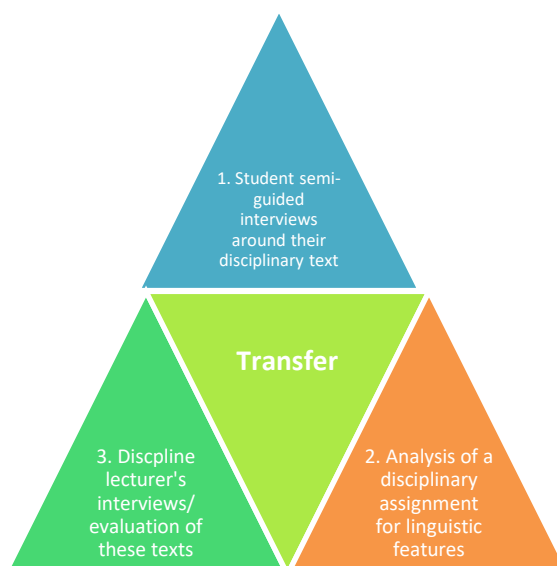 1. Student semi-
guided
interviews
around their
disciplinary text
Transfer
3. Discpline
lecturer's
interviews/
evaluation of
these texts
2. Analysis of a
disciplinary
assignment
for linguistic
features